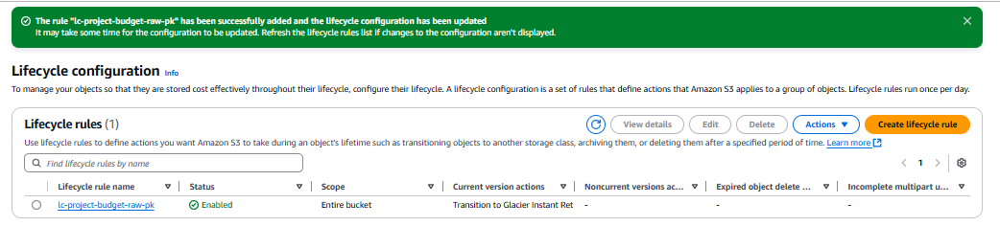 The rule "lc-project-budget-raw-pk" has been successfully added and the lifecycle configuration has been updated
It may take some time for the configuration to be updated. Refresh the lifecycle rules list if changes to the configuration aren't displayed.
Lifecycle configuration Info
To manage your objects so that they are stored cost effectively throughout their lifecycle, configure their lifecycle. A lifecycle configuration is a set of rules that define actions that Amazon S3 applies to a group of objects. Lifecycle rules run once per day.
Lifecycle rules (1) View details Edit Delete Actions Create lifecycle rule
Use lifecycle rules to define actions you want Amazon S3 to take during an object's lifetime such as transitioning objects to another storage class, archiving them, or deleting them after a specified period of time. Learn more
Find lifecycle rules by name 1
Lifecycle rule name Status Scope Current version actions Noncurrent versions ac... Expired object delete ... Incomplete multipart u...
lc-project-budget-raw-pk Enabled Entire bucket Transition to Glacier Instant Ret - - -